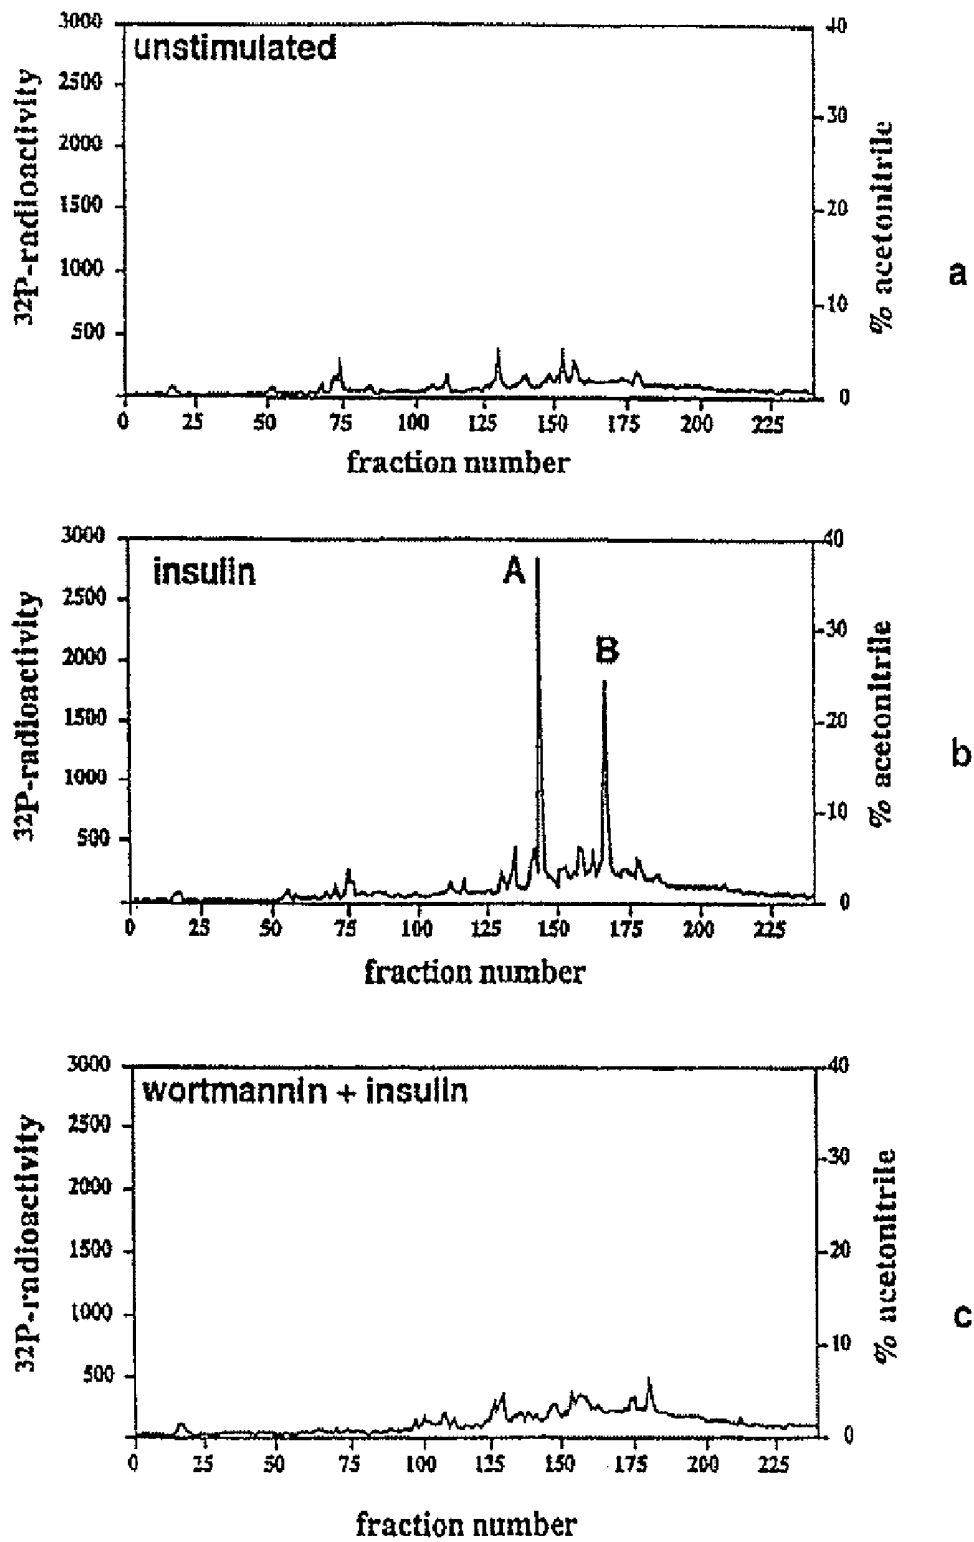 unstimulated
3000
2500
2000
1500
1000
500
32P-radioactivity
40
30
20
10
0
% acetonitrile
a
0 25 50 75 100 125 150 175 200 225
fraction number
insulin
A
B
3000
2500
2000
1500
1000
500
32P-radioactivity
40
30
20
10
0
% acetonitrile
b
0 25 50 75 100 125 150 175 200 225
fraction number
wortmannin + insulin
3000
2500
2000
1500
1000
500
32P-radioactivity
40
30
20
10
0
% acetonitrile
c
0 25 50 75 100 125 150 175 200 225
fraction number